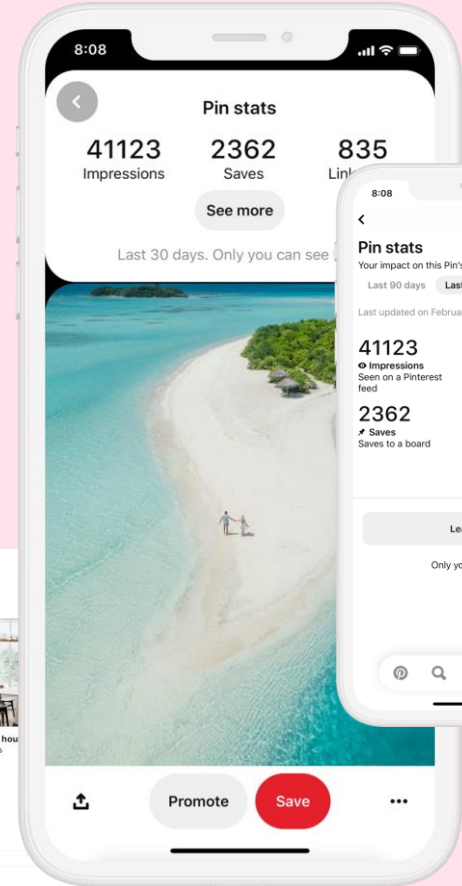 8:08
Pin stats
41123 2362 835
Impressions Saves
See more
Last 30 days. Only you can see
Promote Save
8:08
Pin stats
Your impact on this Pin's
Last 90 days
Last updated on
41123
Impressions
Seen on a Pinterest
feed
2362
Saves
Saves to a board
Only